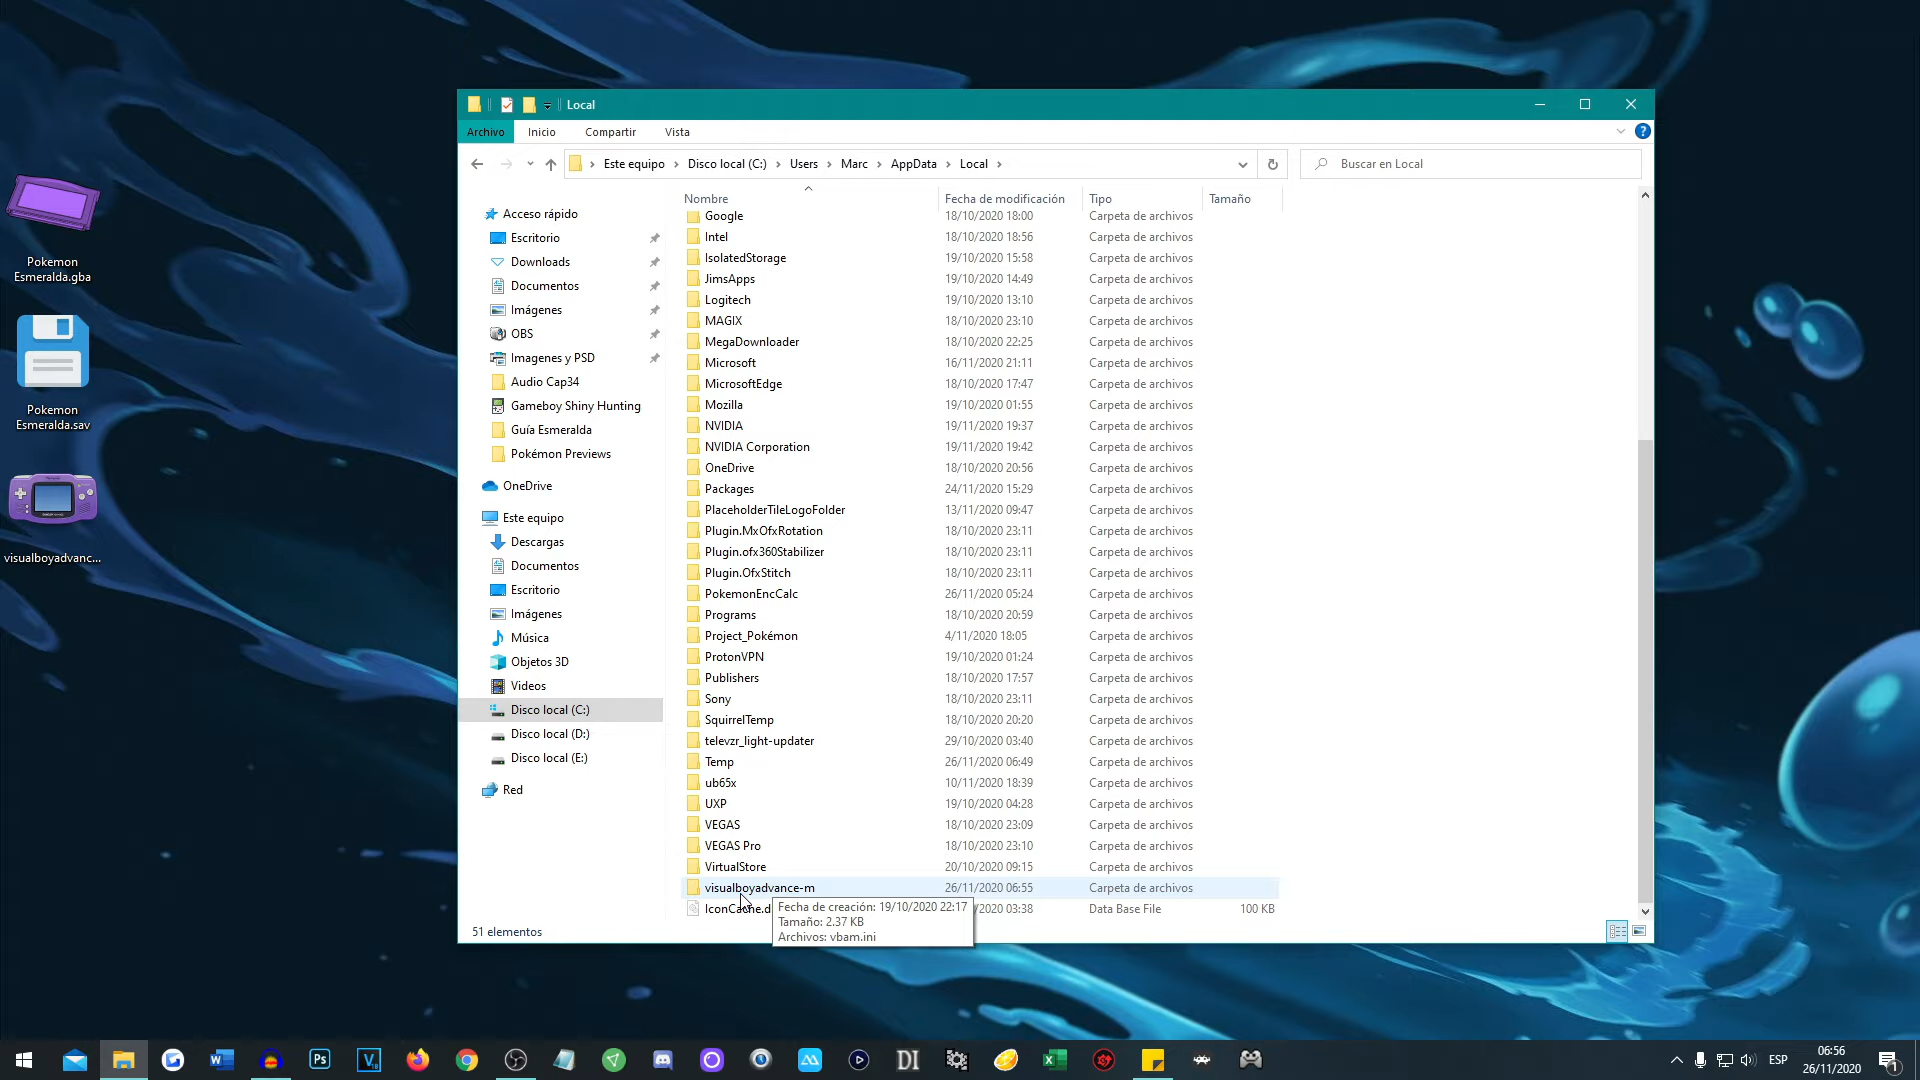 Local
Archivo Inicio Compartir Vista
Este equipo Disco local (C:) Users Marc AppData Local
Buscar en Local
Nombre Fecha de modificación Tipo Tamaño
Acceso rápido
Escritorio
Downloads
Documentos
Imágenes
OBS
Imagenes y PSD
Audio Cap34
Gameboy Shiny Hunting
Guía Esmeralda
Pokémon Previews
OneDrive
Este equipo
Descargas
Documentos
Escritorio
Imágenes
Música
Objetos 3D
Videos
Disco local (C:)
Disco local (D:)
Disco local (E:)
Red
Google 18/10/2020 18:00 Carpeta de archivos
Intel 18/10/2020 18:56 Carpeta de archivos
IsolatedStorage 19/10/2020 15:58 Carpeta de archivos
JimsApps 19/10/2020 14:49 Carpeta de archivos
Logitech 19/10/2020 13:10 Carpeta de archivos
MAGIX 18/10/2020 23:10 Carpeta de archivos
MegaDownloader 18/10/2020 22:25 Carpeta de archivos
Microsoft 16/11/2020 21:11 Carpeta de archivos
MicrosoftEdge 18/10/2020 17:47 Carpeta de archivos
Mozilla 19/10/2020 01:55 Carpeta de archivos
NVIDIA 19/11/2020 19:37 Carpeta de archivos
NVIDIA Corporation 19/11/2020 19:42 Carpeta de archivos
OneDrive 18/10/2020 20:56 Carpeta de archivos
Packages 24/11/2020 15:29 Carpeta de archivos
PlaceholderTileLogoFolder 13/11/2020 09:47 Carpeta de archivos
Plugin.MxOfxRotation 18/10/2020 23:11 Carpeta de archivos
Plugin.ofx360Stabilizer 18/10/2020 23:11 Carpeta de archivos
Plugin.OfxStitch 18/10/2020 23:11 Carpeta de archivos
PokemonEncCalc 26/11/2020 05:24 Carpeta de archivos
Programs 18/10/2020 20:59 Carpeta de archivos
Project_Pokémon 4/11/2020 18:05 Carpeta de archivos
ProtonVPN 19/10/2020 01:24 Carpeta de archivos
Publishers 18/10/2020 17:57 Carpeta de archivos
Sony 18/10/2020 23:11 Carpeta de archivos
SquirrelTemp 18/10/2020 20:20 Carpeta de archivos
televzr_light-updater 29/10/2020 03:40 Carpeta de archivos
Temp 26/11/2020 06:49 Carpeta de archivos
ub65x 10/11/2020 18:39 Carpeta de archivos
UXP 19/10/2020 04:28 Carpeta de archivos
VEGAS 18/10/2020 23:09 Carpeta de archivos
VEGAS Pro 18/10/2020 23:10 Carpeta de archivos
VirtualStore 20/10/2020 09:15 Carpeta de archivos
visualboyadvance-m 26/11/2020 06:55 Carpeta de archivos
IconCache.d /2020 03:38 Data Base File 100 KB
Fecha de creación: 19/10/2020 22:17
Tamaño: 2.37 KB
Archivos: vbam.ini
51 elementos
Pokemon
Esmeralda.gba
Pokemon
Esmeralda.sav
visualboyadvanc...
ESP
06:56
26/11/2020